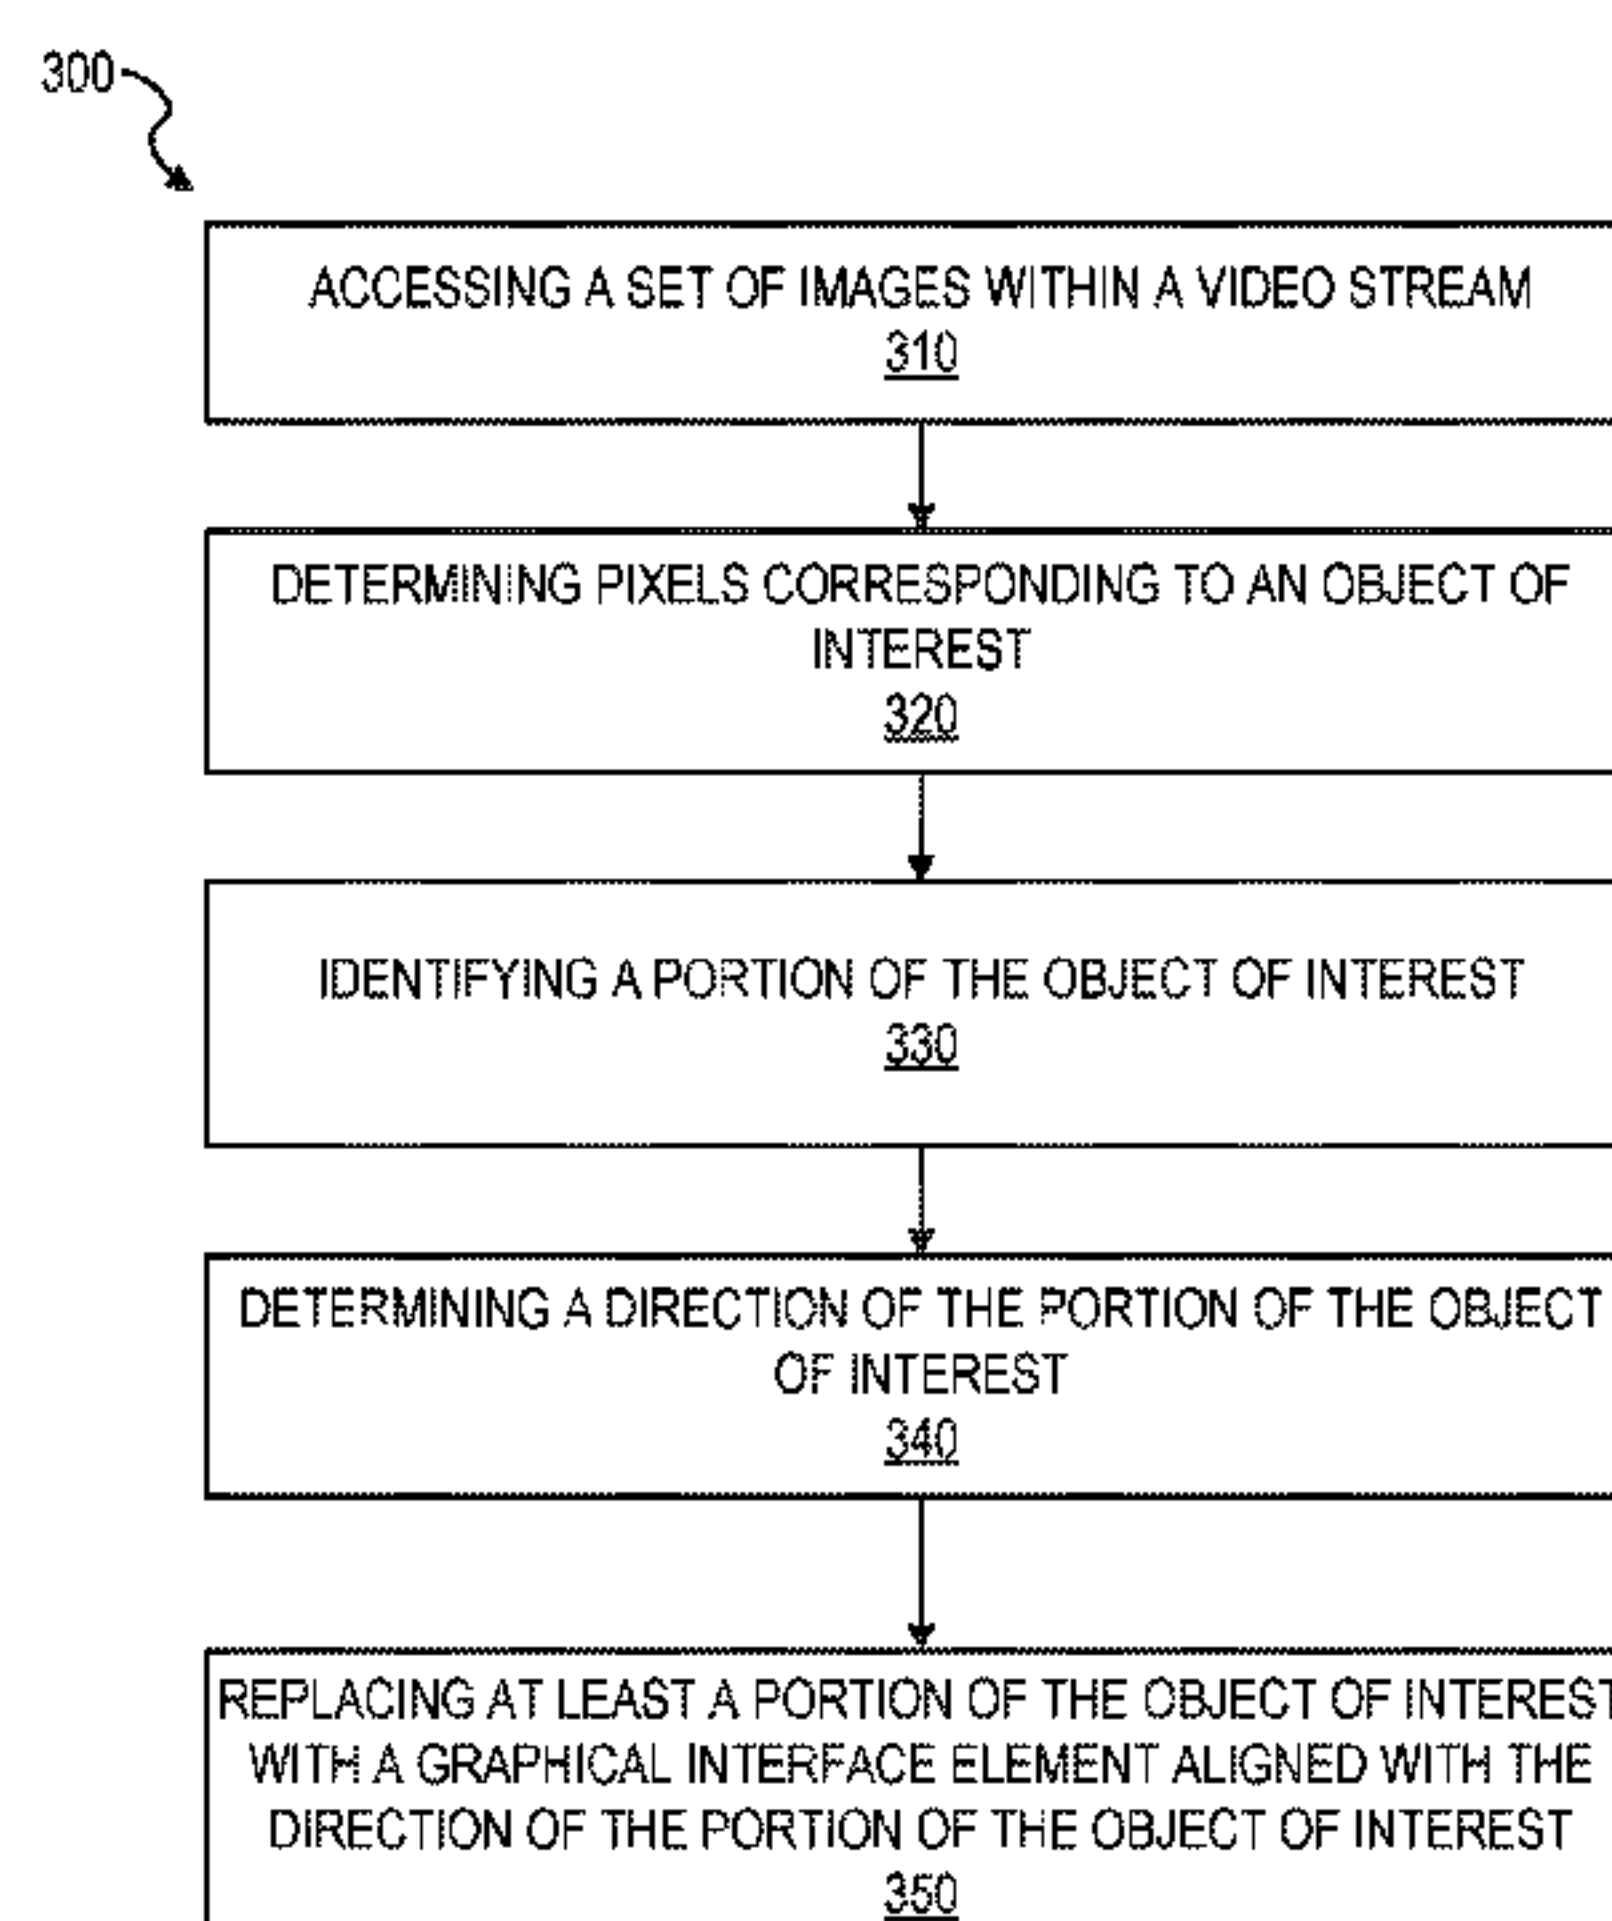 300
ACCESSING A SET OF IMAGES WITHIN A VIDEO STREAM
310
DETERMINING PIXELS CORRESPONDING TO AN OBJECT OF
INTEREST
320
IDENTIFYING A PORTION OF THE OBJECT OF INTEREST
330
DETERMINING A DIRECTION OF THE PORTION OF THE OBJECT
OF INTEREST
340
REPLACING AT LEAST A PORTION OF THE OBJECT OF INTEREST
WITH A GRAPHICAL INTERFACE ELEMENT ALIGNED WITH THE
DIRECTION OF THE PORTION OF THE OBJECT OF INTEREST
350